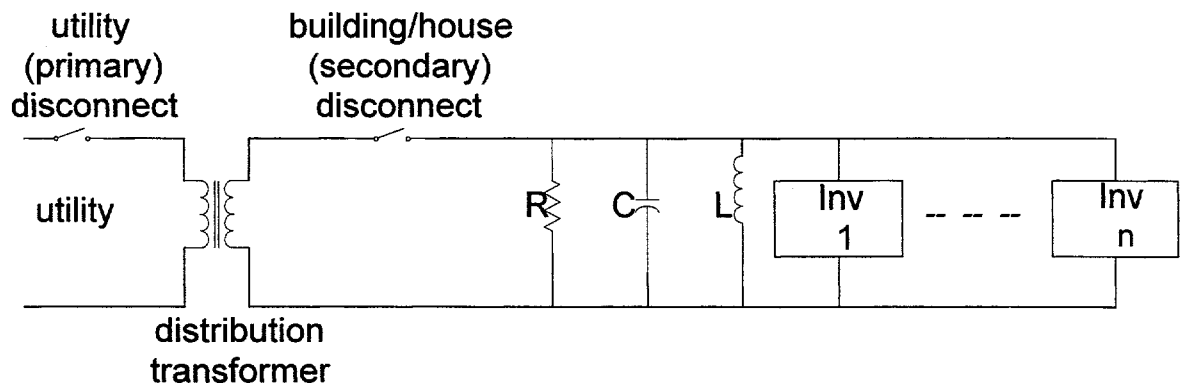 utility
(primary)
disconnect
building/house
(secondary)
disconnect
utility
R
C
L
Inv
1
Inv
n
distribution
transformer